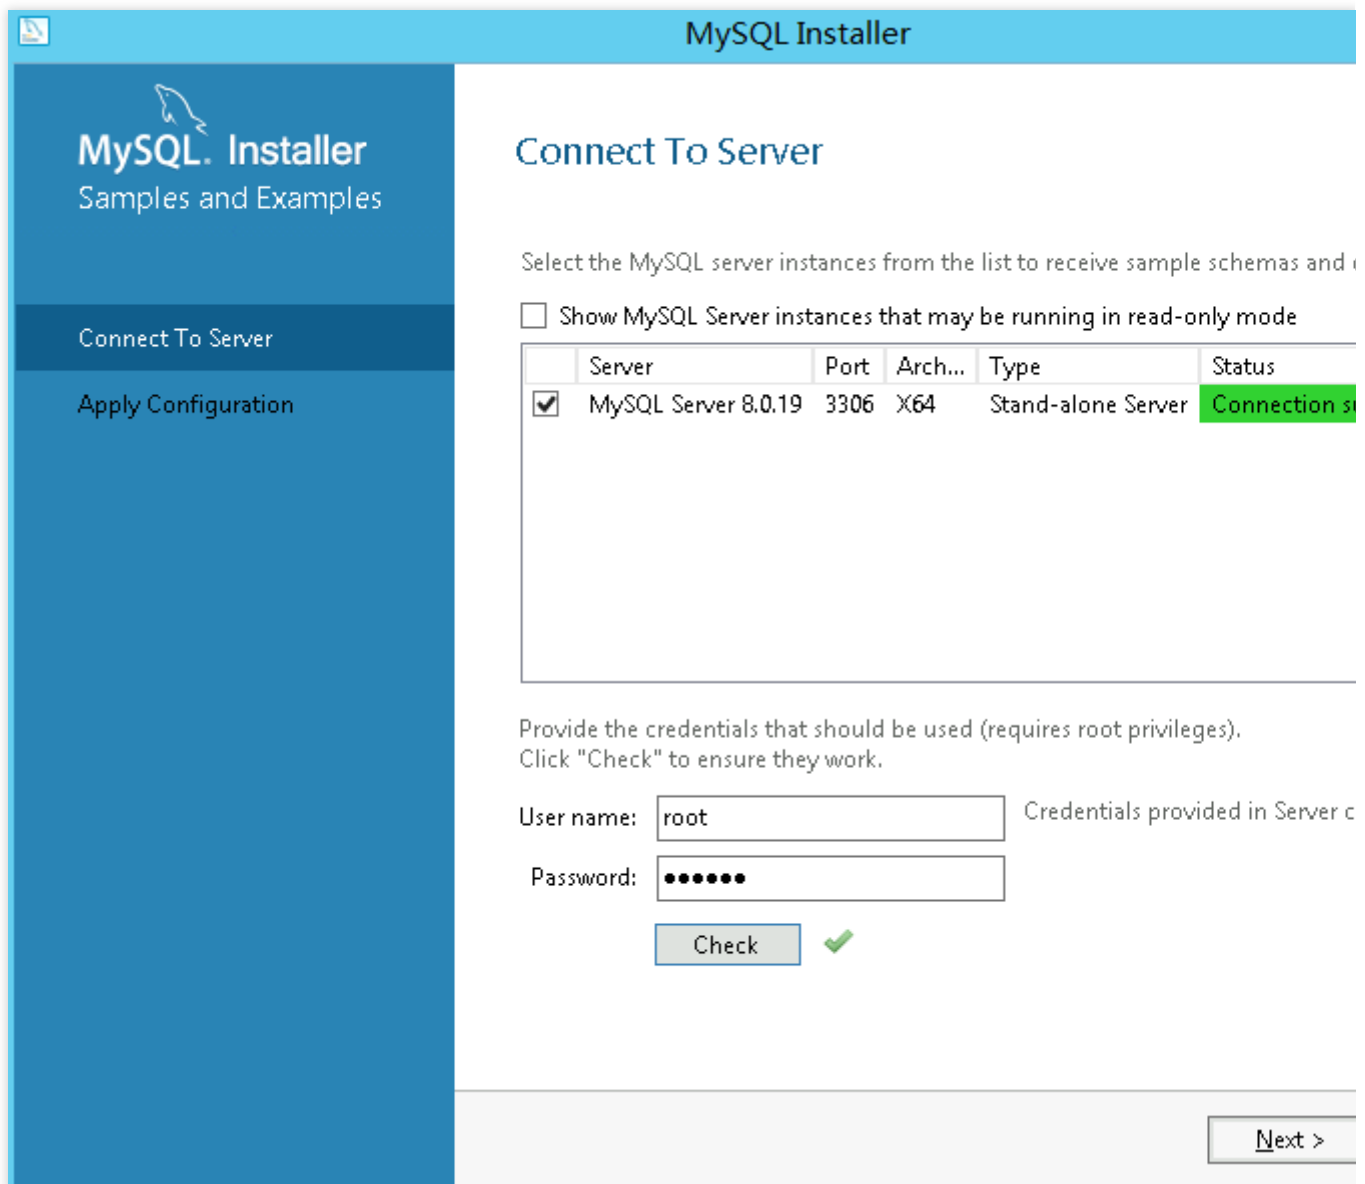 MySQL Installer
MySQL. Installer
Samples and Examples
Connect To Server
Apply Configuration
Connect To Server
Select the MySQL server instances from the list to receive sample schemas and
Show MySQL Server instances that may be running in read-only mode
Server Port Arch... Type Status
MySQL Server 8.0.19 3306 X64 Stand-alone Server Connection
Provide the credentials that should be used (requires root privileges).
Click "Check" to ensure they work.
User name: root Credentials provided in Server
Password: ••••••
Check
Next >